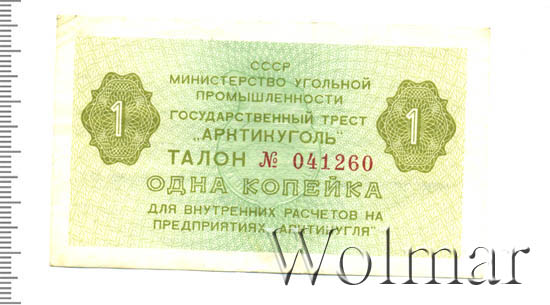 СССР
МИНИСТЕРСТВО УГОЛЬНОЙ
ПРОМЫШЛЕННОСТИ
ГОСУДАРСТВЕННЫЙ ТРЕСТ
„АРКТИКУГОЛЬ"
1
1
ТАЛОН № 041260
ОДНА КОПЕЙКА
ДЛЯ ВНУТРЕННИХ РАСЧЕТОВ НА
ПРЕДПРИЯТИЯХ „АРКТИКУГЛЯ"
Wolmar